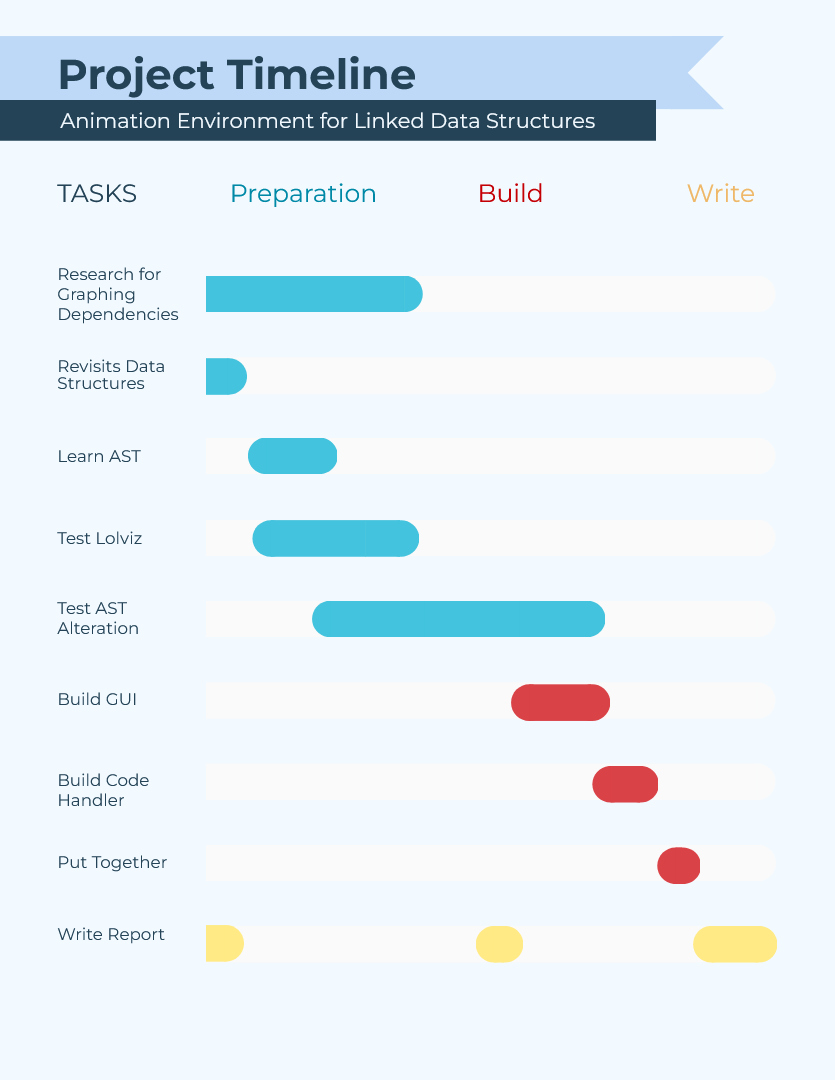 Project Timeline
Animation Environment for Linked Data Structures
TASKS Preparation Build Write
Research for
Graphing
Dependencies
Revisits Data
Structures
Learn AST
Test Lolviz
Test AST
Alteration
Build GUI
Build Code
Handler
Put Together
Write Report